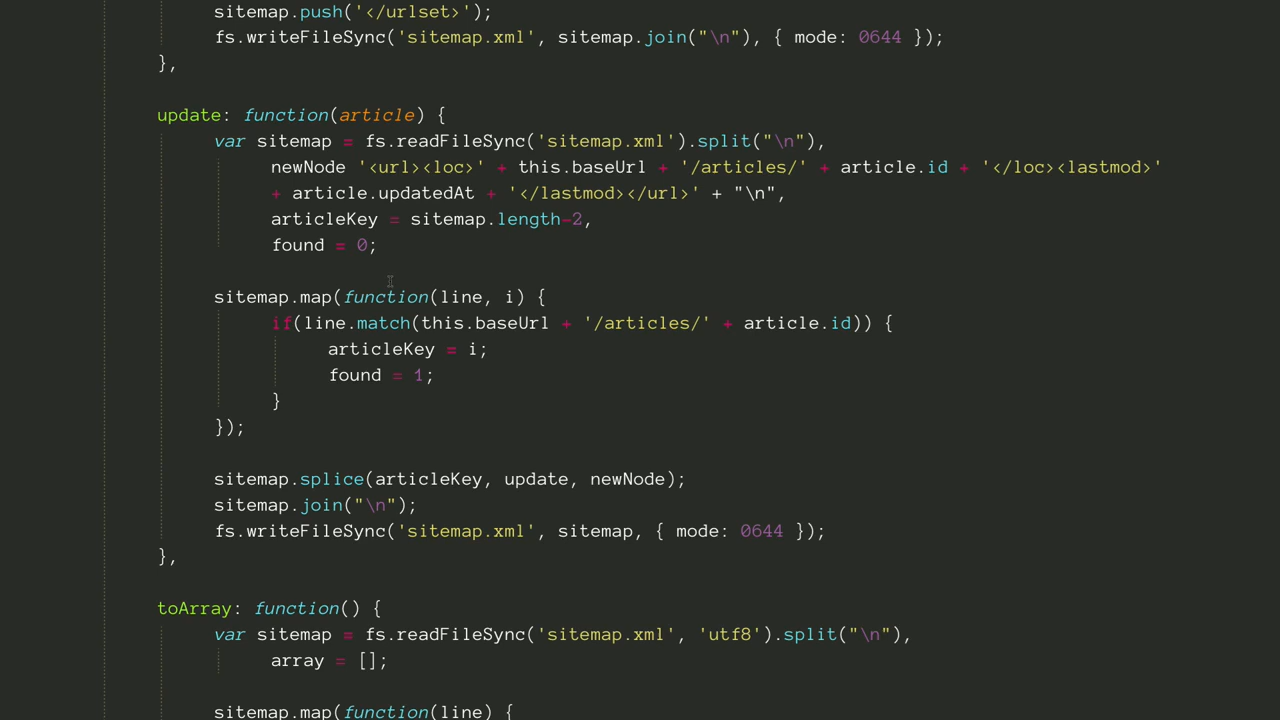 sitemap.push('</urlset>');
fs.writeFileSync('sitemap.xml', sitemap.join("\n"), { mode: 0644 });
},
update: function(article) {
var sitemap = fs.readFileSync('sitemap.xml').split("\n"),
newNode '<url><loc>' + this.baseUrl + '/articles/' + article.id + '</loc><lastmod>'
+ article.updatedAt + '</lastmod></url>' + "\n",
articleKey = sitemap.length-2,
found = 0;
sitemap.map(function(line, i) {
if(line.match(this.baseUrl + '/articles/' + article.id)) {
articleKey = i;
found = 1;
}
});
sitemap.splice(articleKey, update, newNode);
sitemap.join("\n");
fs.writeFileSync('sitemap.xml', sitemap, { mode: 0644 });
},
toArray: function() {
var sitemap = fs.readFileSync('sitemap.xml', 'utf8').split("\n"),
array = [];
sitemap.map(function(line) {